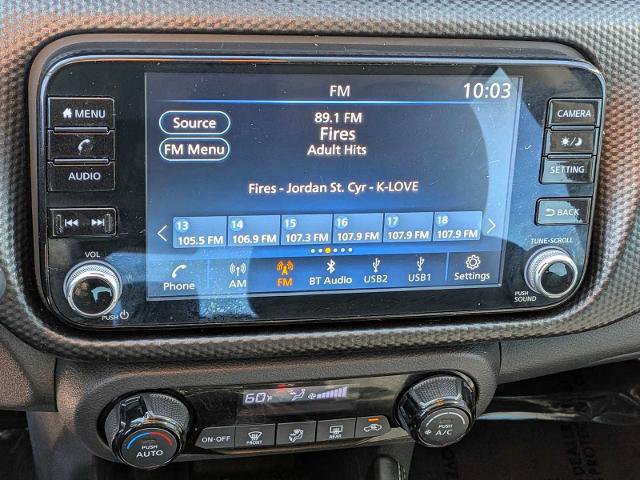 FM
10:03
MENU
AUDIO
Source
FM Menu
89.1 FM
Fires
Adult Hits
Fires - Jordan St. Cyr - K-LOVE
13 14 15 16 17 18
105.5 FM 106.9 FM 107.3 FM 107.9 FM 107.9 FM 107.9 FM
Phone AM FM BT Audio USB2 USB1 Settings
CAMERA
SETTING
BACK
VOL
PUSH
TUNE·SCROLL
PUSH
SOUND
60°F
PUSH
AUTO
ON·OFF
FRONT
REAR
PUSH
A/C
DEALER